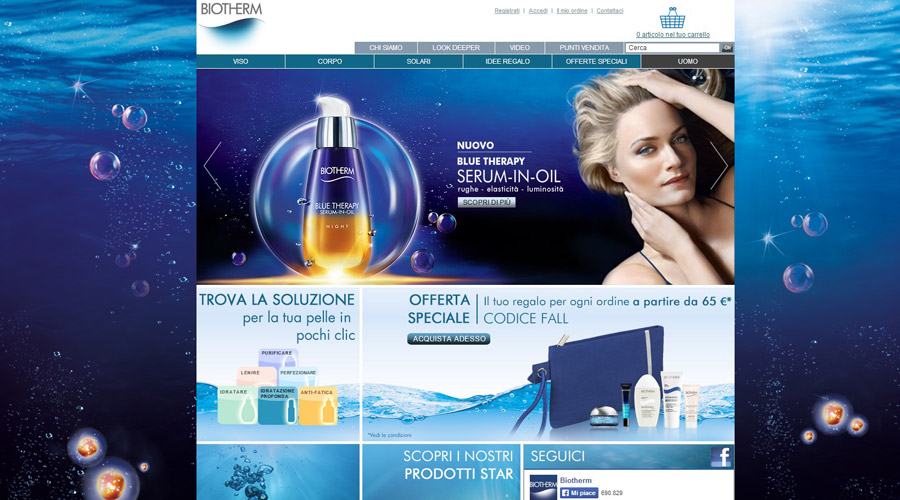 BIOTHERM
Registrati | Accedi | Il mio ordine | Contattaci
0 articolo nel tuo carrello
CHI SIAMO
LOOK DEEPER
VIDEO
PUNTI VENDITA
Cerca
Ok
VISO
CORPO
SOLARI
IDEE REGALO
OFFERTE SPECIALI
UOMO
BIOTHERM
BLUE THERAPY
SERUM-IN-OIL
NIGHT
NUOVO
BLUE THERAPY
SERUM-IN-OIL
rughe - elasticità - luminosità
SCOPRI DI PIÙ
TROVA LA SOLUZIONE
per la tua pelle in
pochi clic
PURIFICARE
LENIRE
PERFEZIONARE
IDRATARE
IDRATAZIONE
PROFONDA
ANTI-FATICA
OFFERTA
SPECIALE
Il tuo regalo per ogni ordine a partire da 65 €*
CODICE FALL
ACQUISTA ADESSO
*Vedi le condizioni
SCOPRI I NOSTRI
PRODOTTI STAR
SEGUICI
f
BIOTHERM
Biotherm
Mi piace
690.829